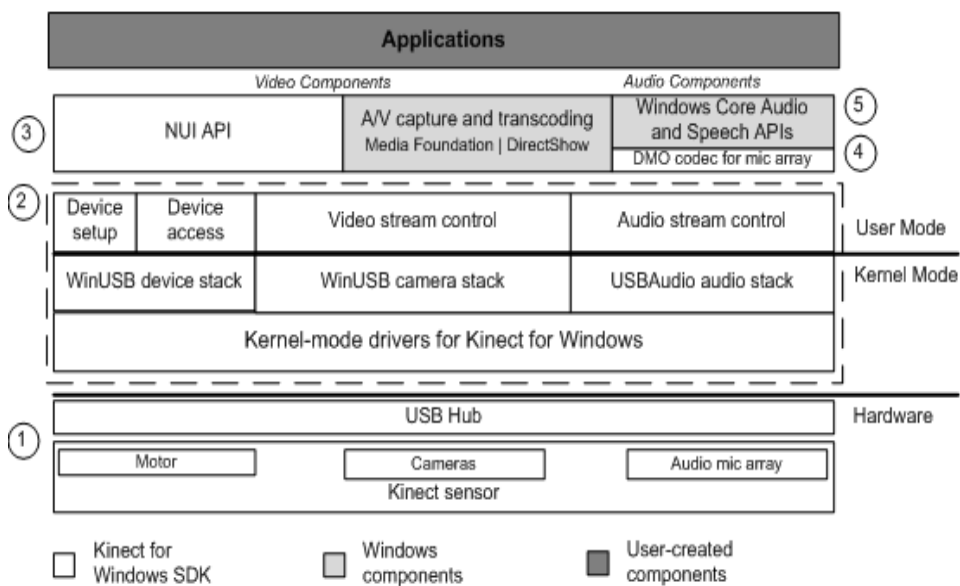 Applications
Video Components
Audio Components
3
NUI API
A/V capture and transcoding
Media Foundation | DirectShow
Windows Core Audio
and Speech APIs
5
DMO codec for mic array
4
2
Device
setup
Device
access
Video stream control
Audio stream control
User Mode
WinUSB device stack
WinUSB camera stack
USBAudio audio stack
Kernel Mode
Kernel-mode drivers for Kinect for Windows
USB Hub
Hardware
1
Motor
Cameras
Audio mic array
Kinect sensor
Kinect for
Windows SDK
Windows
components
User-created
components